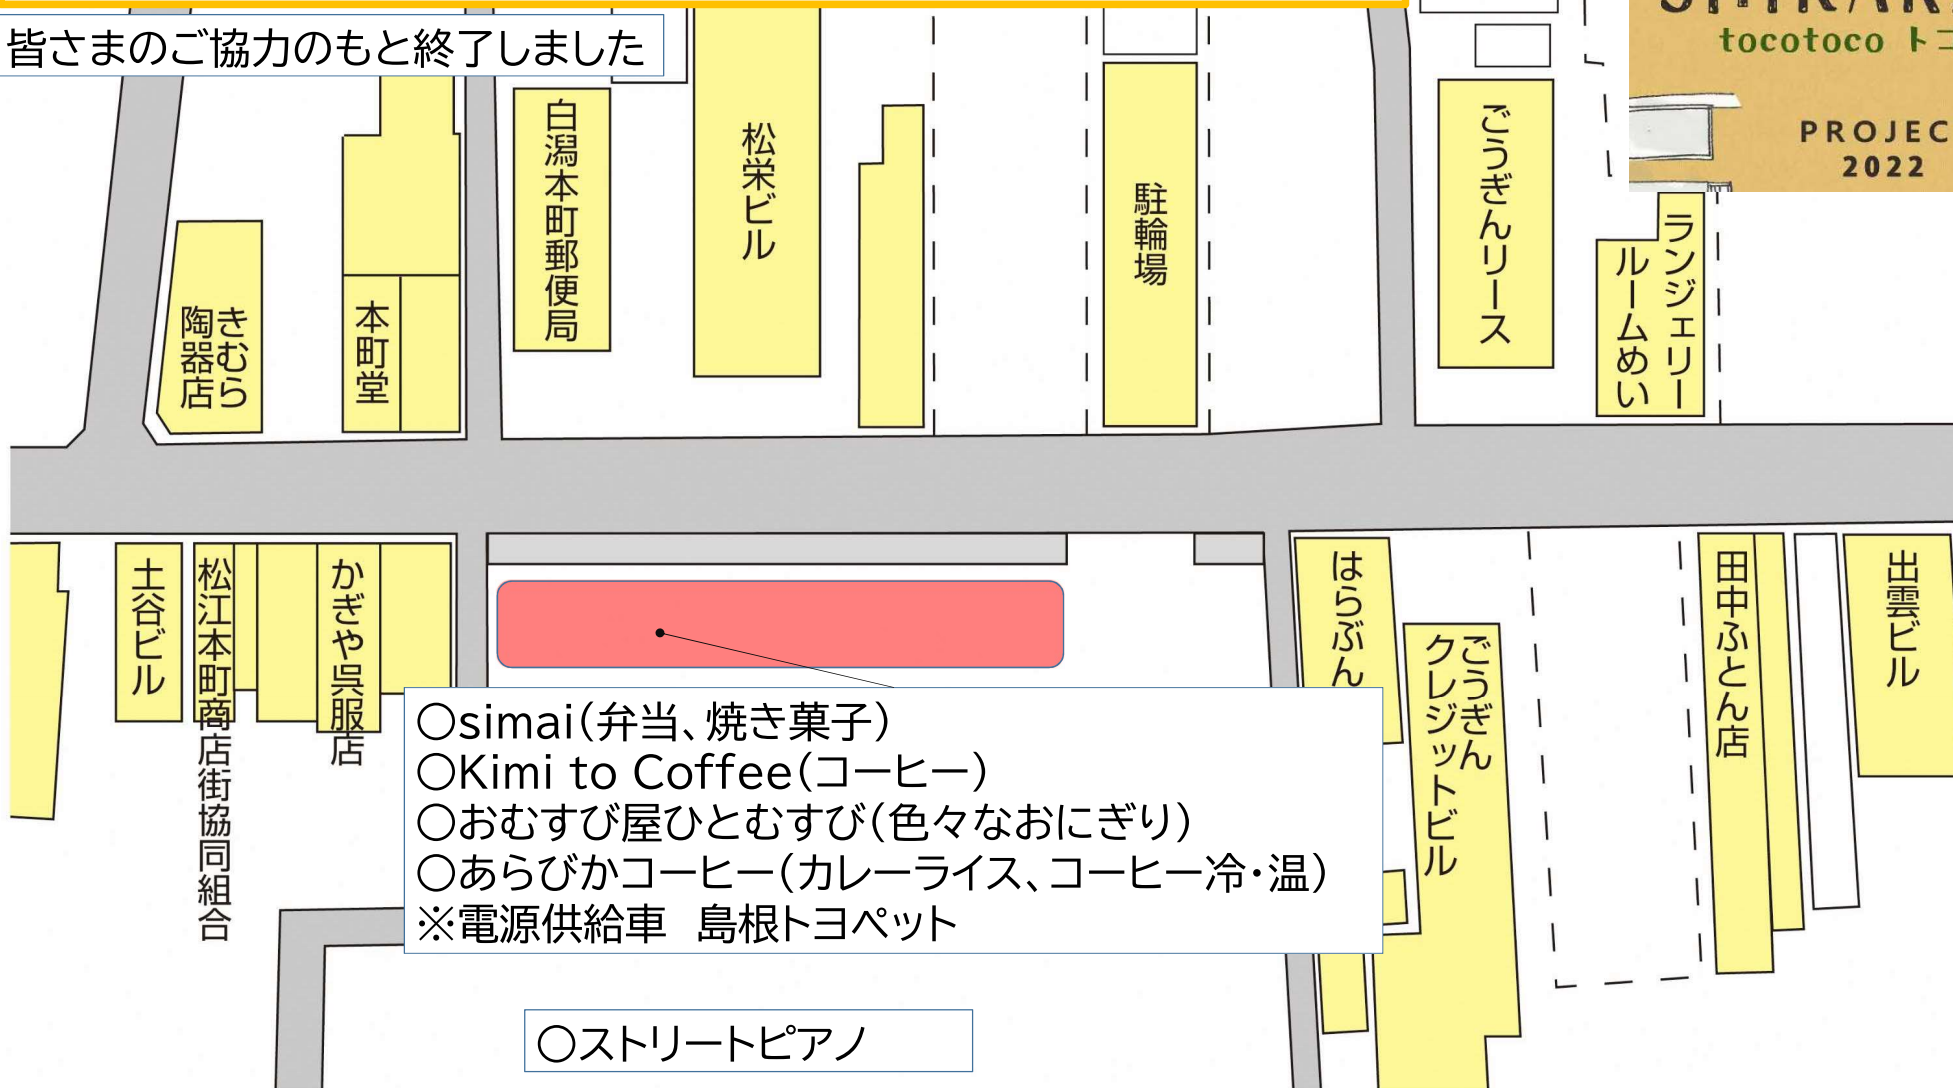 皆さまのご協力のもと終了しました
tocotoco
PROJEC
2022
白潟本町郵便局
松栄ビル
駐輪場
ごうぎんリース
ランジェリー
ルームめい
きむら
陶器店
本町堂
土谷ビル
松江本町商店街協同組合
かぎや呉服店
はらぶん
ごうぎん
クレジットビル
田中ふとん店
出雲ビル
○simai(弁当、焼き菓子)
○Kimi to Coffee(コーヒー)
○おむすび屋ひとむすび(色々なおにぎり)
○あらびかコーヒー(カレーライス、コーヒー冷・温)
※電源供給車　島根トヨペット
○ストリートピアノ